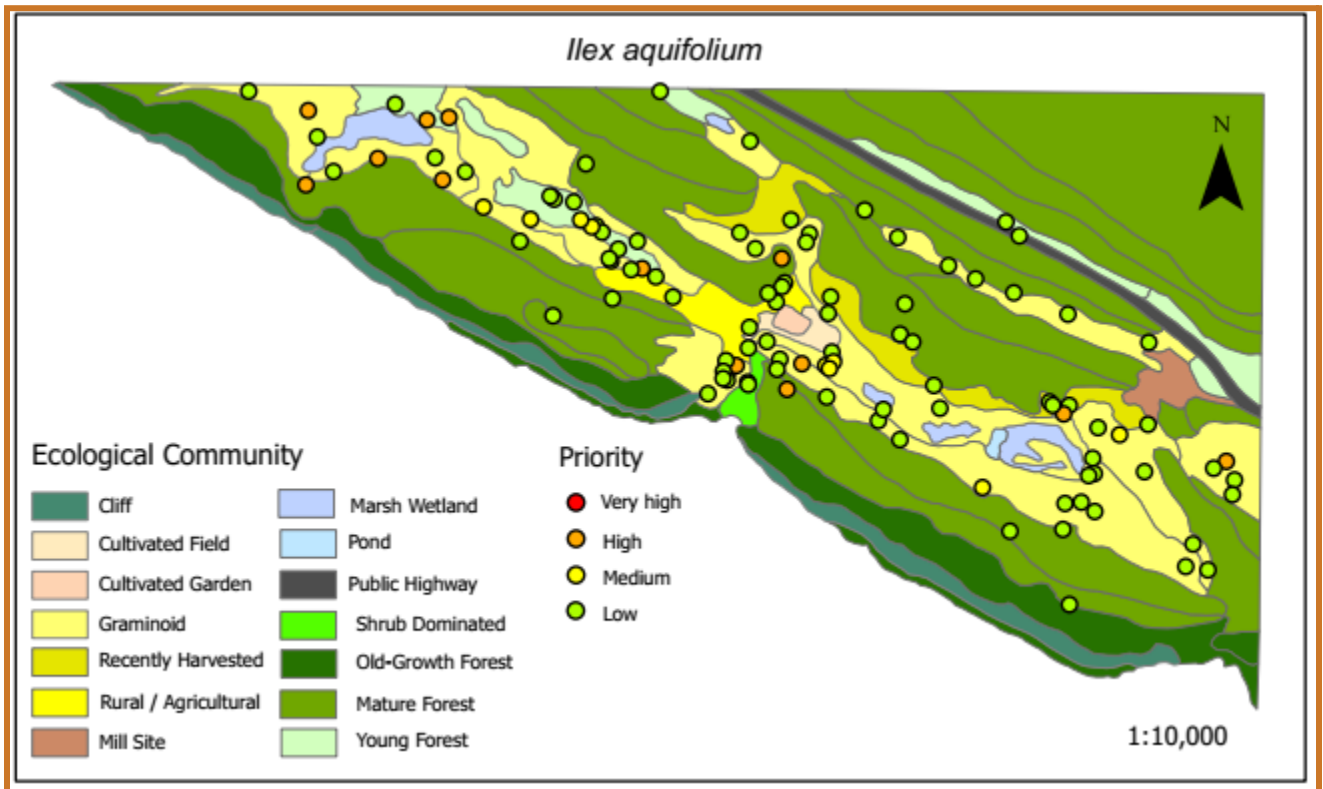 Ilex aquifolium
N
Ecological Community
Cliff
Cultivated Field
Cultivated Garden
Graminoid
Recently Harvested
Rural / Agricultural
Mill Site
Marsh Wetland
Pond
Public Highway
Shrub Dominated
Old-Growth Forest
Mature Forest
Young Forest
Priority
Very high
High
Medium
Low
1:10,000